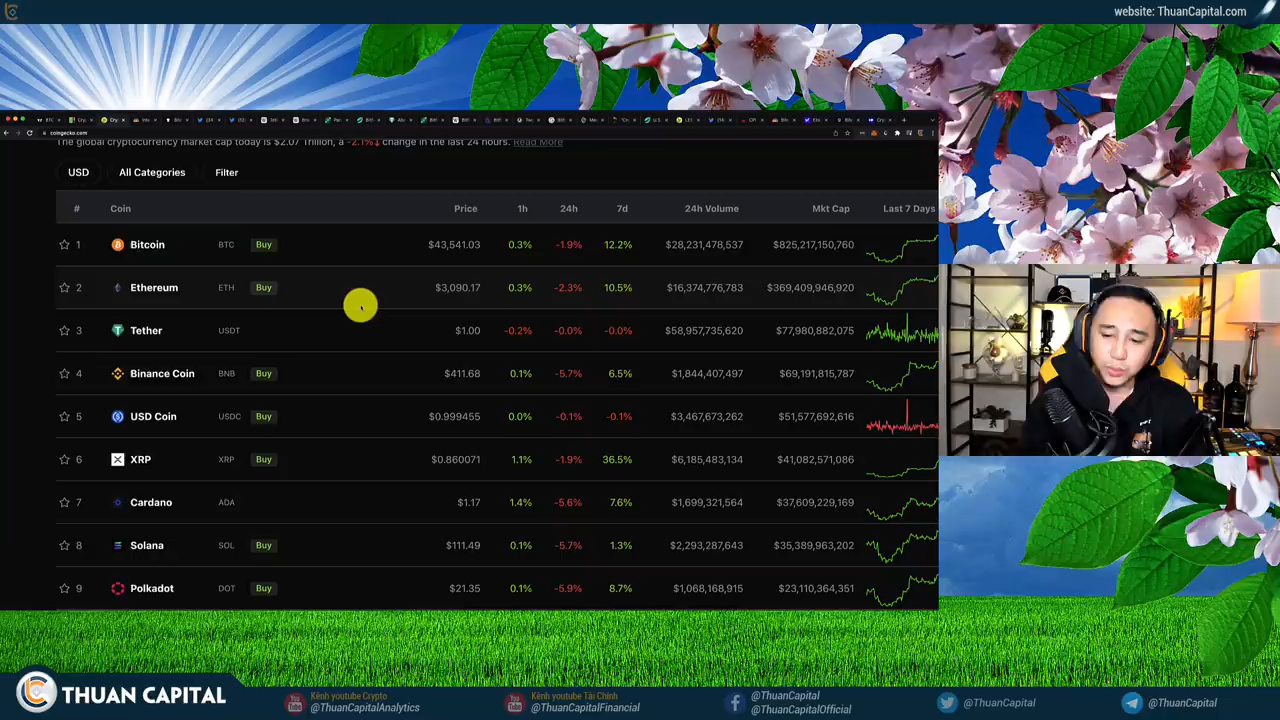 website: ThuanCapital.com
coingecko.com
The global cryptocurrency market cap today is $2.07 Trillion, a -2.1% change in the last 24 hours. Read More
USD All Categories Filter
# Coin Price 1h 24h 7d 24h Volume Mkt Cap Last 7 Days
1 Bitcoin BTC Buy $43,541.03 0.3% -1.9% 12.2% $28,231,478,537 $825,217,150,760
2 Ethereum ETH Buy $3,090.17 0.3% -2.3% 10.5% $16,374,776,783 $369,409,946,920
3 Tether USDT $1.00 -0.2% -0.0% -0.0% $58,957,735,620 $77,980,882,075
4 Binance Coin BNB Buy $411.68 0.1% -5.7% 6.5% $1,844,407,497 $69,191,815,787
5 USD Coin USDC Buy $0.999455 0.0% -0.1% -0.1% $3,467,673,262 $51,577,692,616
6 XRP XRP Buy $0.860071 1.1% -1.9% 36.5% $6,185,483,134 $41,082,571,086
7 Cardano ADA $1.17 1.4% -5.6% 7.6% $1,699,321,564 $37,609,229,169
8 Solana SOL Buy $111.49 0.1% -5.7% 1.3% $2,293,287,643 $35,389,963,202
9 Polkadot DOT Buy $21.35 0.1% -5.9% 8.7% $1,068,168,915 $23,110,364,351
THUAN CAPITAL
Kênh youtube Crypto
@ThuanCapitalAnalytics
Kênh youtube Tài Chính
@ThuanCapitalFinancial
@ThuanCapital
@ThuanCapitalOfficial
@ThuanCapital
@ThuanCapital